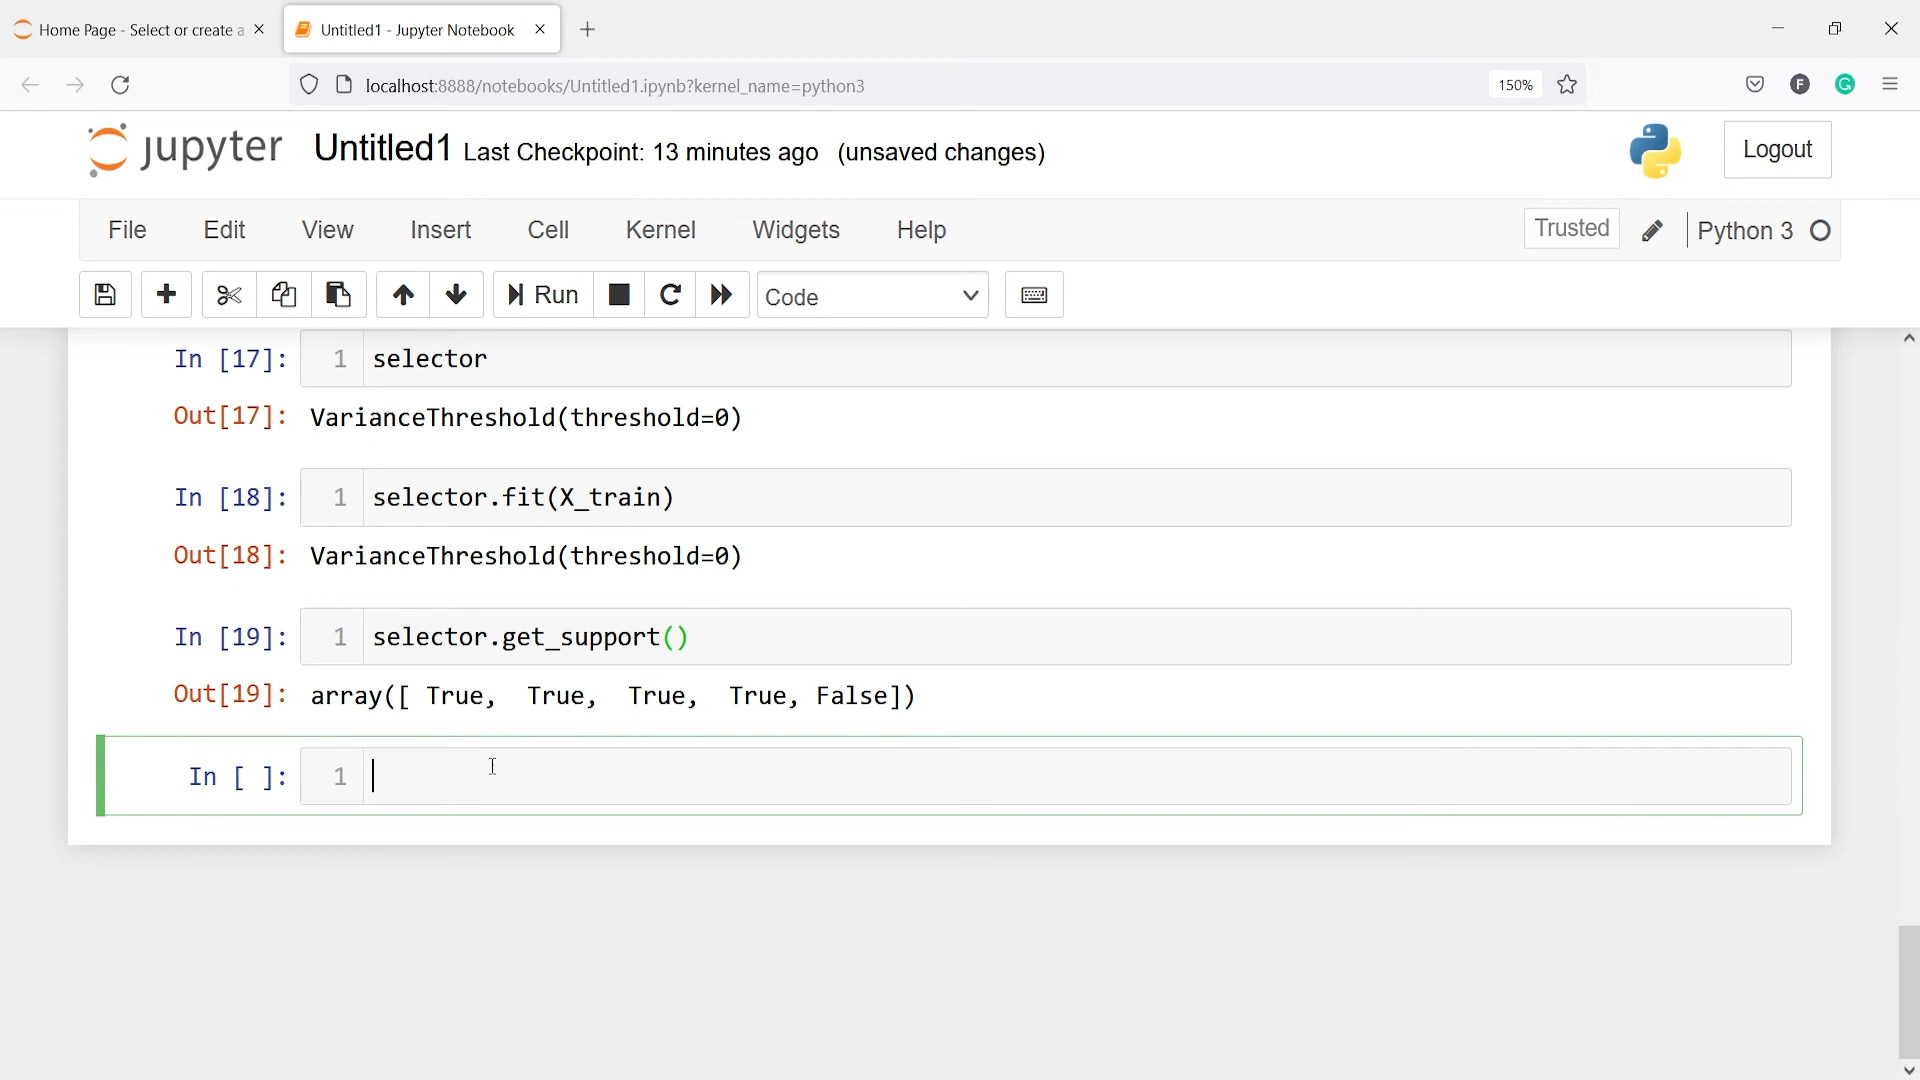 Home Page - Select or create a
Untitled1 - Jupyter Notebook
localhost:8888/notebooks/Untitled1.ipynb?kernel_name=python3
150%
F
G
jupyter Untitled1 Last Checkpoint: 13 minutes ago (unsaved changes)
Logout
File Edit View Insert Cell Kernel Widgets Help
Trusted
Python 3
Run
Code
In [17]: 1 selector
Out[17]: VarianceThreshold(threshold=0)
In [18]: 1 selector.fit(X_train)
Out[18]: VarianceThreshold(threshold=0)
In [19]: 1 selector.get_support()
Out[19]: array([ True,  True,  True,  True, False])
In [ ]: 1